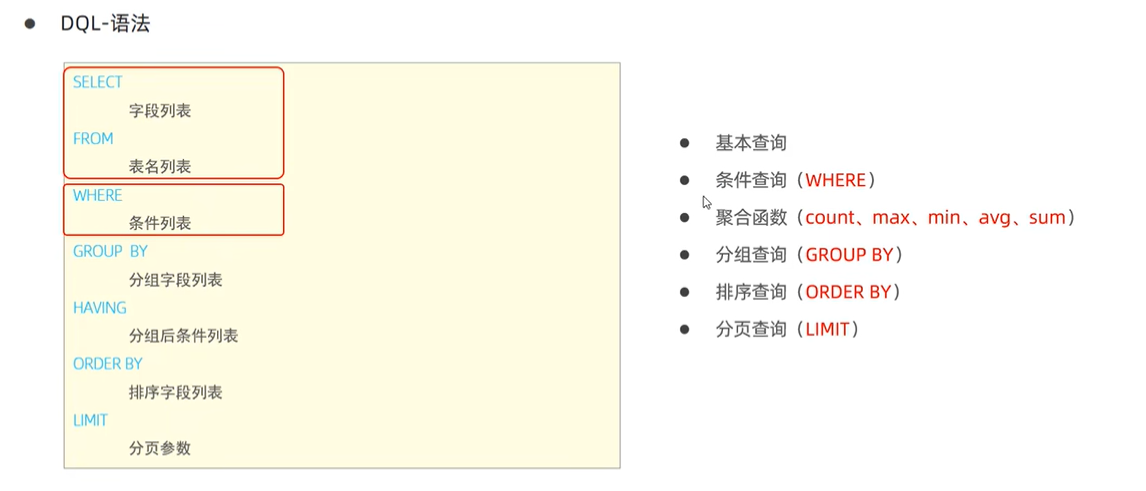 DQL-语法
SELECT
字段列表
FROM
表名列表
WHERE
条件列表
GROUP BY
分组字段列表
HAVING
分组后条件列表
ORDER BY
排序字段列表
LIMIT
分页参数
基本查询
条件查询（WHERE）
聚合函数（count、max、min、avg、sum）
分组查询（GROUP BY）
排序查询（ORDER BY）
分页查询（LIMIT）